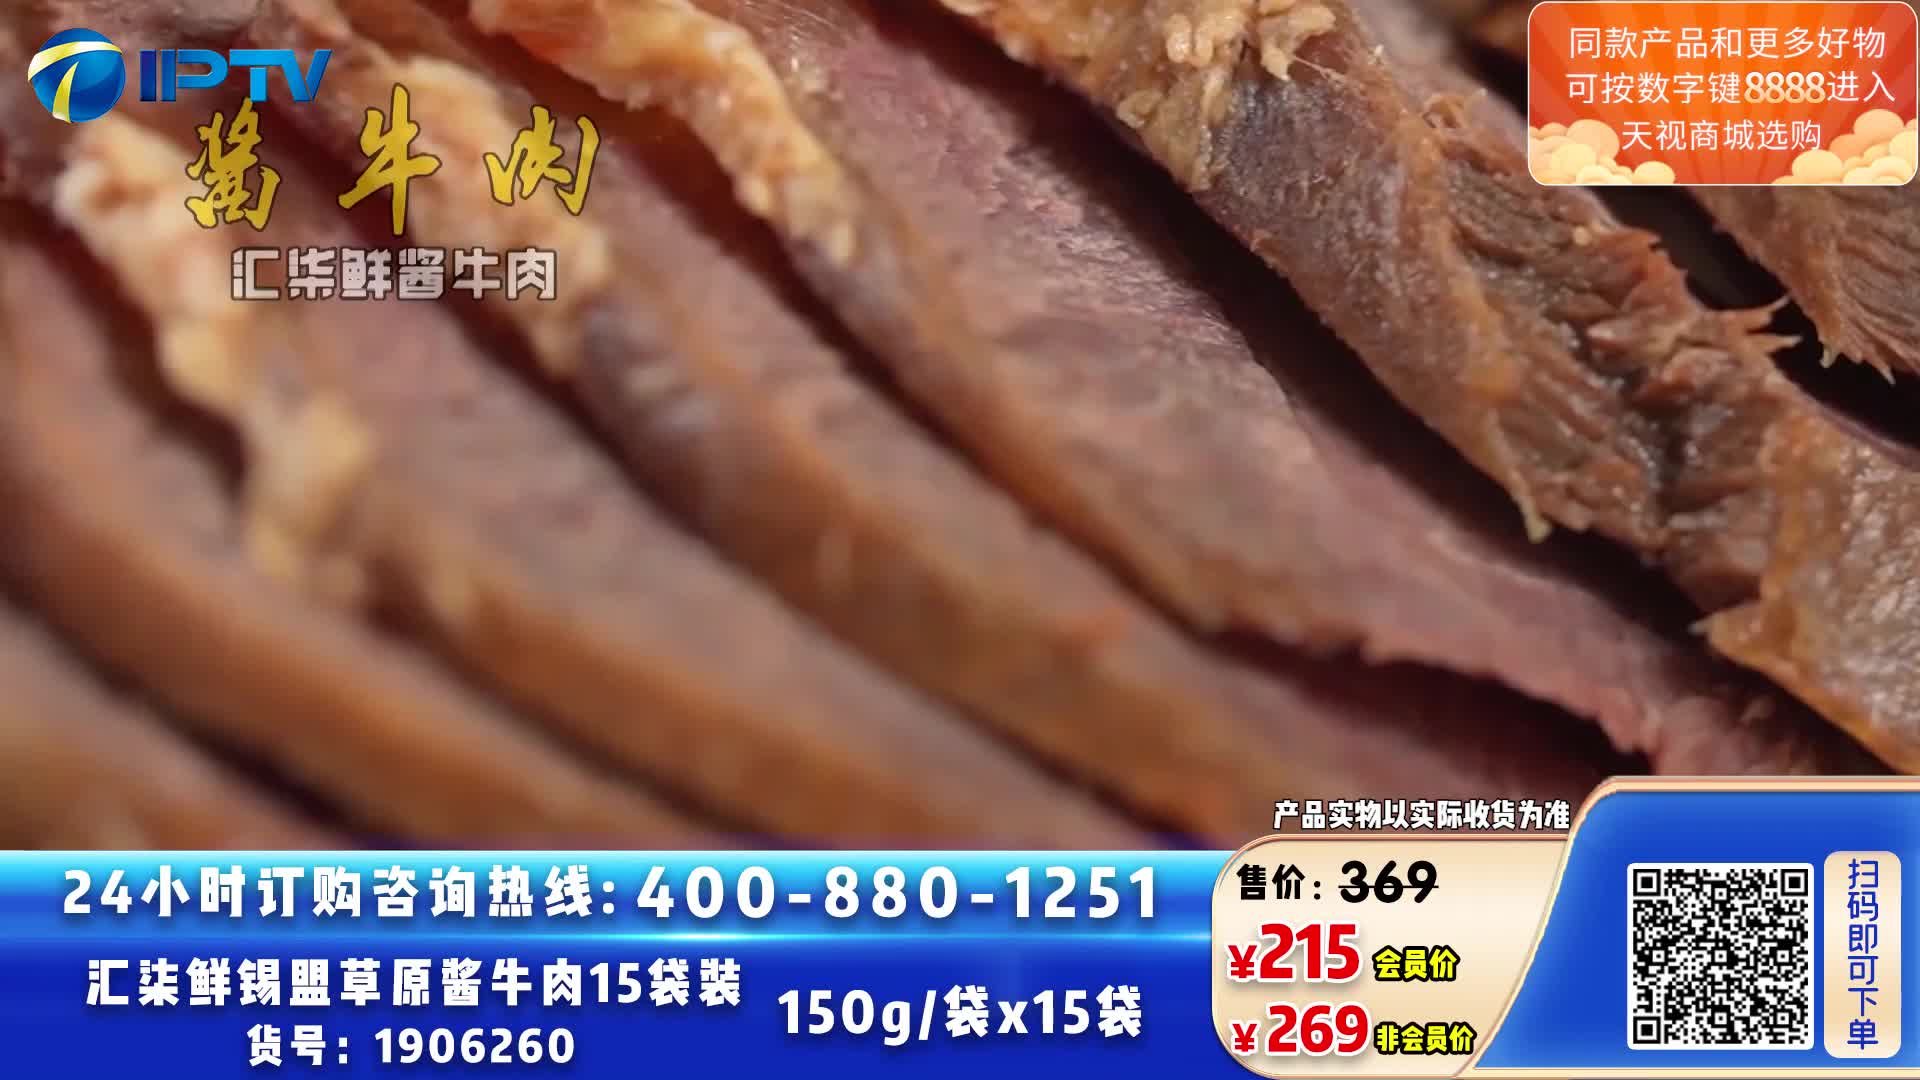 IPTV
同款产品和更多好物
可按数字键8888进入
天视商城选购
酱牛肉
汇柒鲜酱牛肉
产品实物以实际收货为准
24小时订购咨询热线:400-880-1251
汇柒鲜锡盟草原酱牛肉15袋装
货号：1906260
150g/袋x15袋
售价：369
¥215 会员价
¥269 非会员价
扫码即可下单